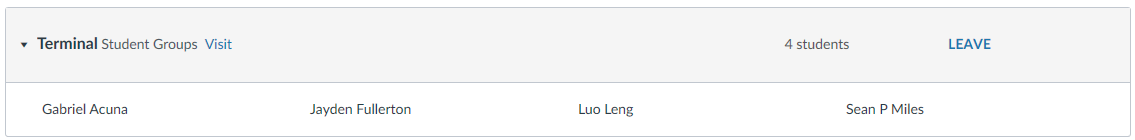 Terminal Student Groups Visit 4 students LEAVE
Gabriel Acuna Jayden Fullerton Luo Leng Sean P Miles